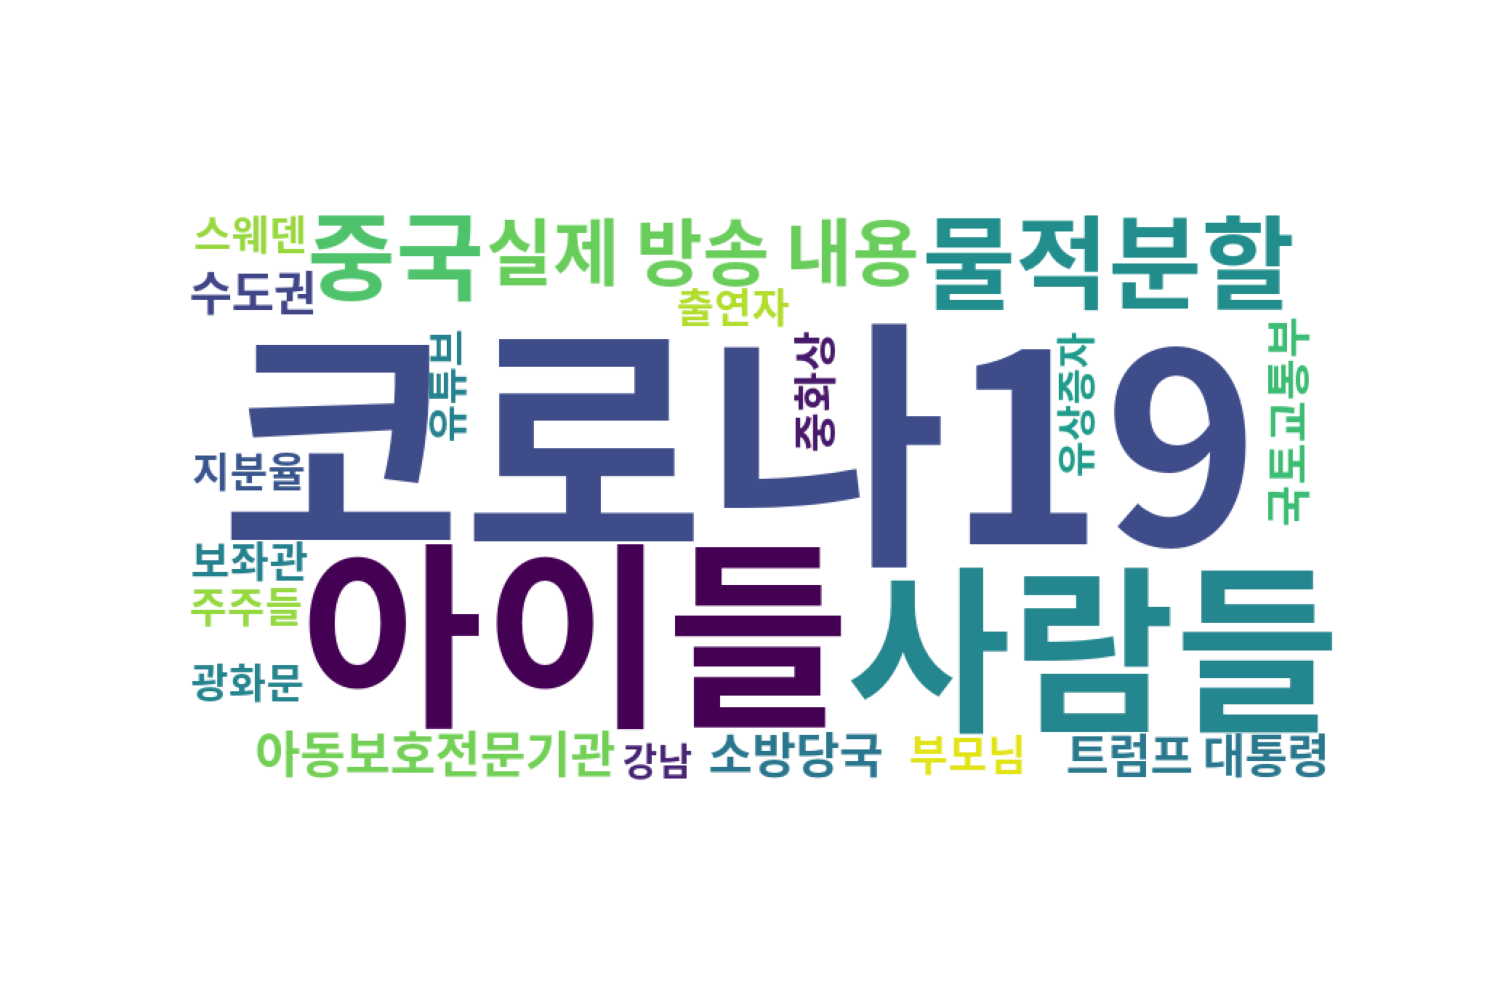 스웨덴
중국
실제 방송 내용
물적분할
수도권
출연자
코로나19
유튜브
중화상
유상증자
국토교통부
지분율
보좌관
아이들
사람들
주주들
광화문
아동보호전문기관
강남
소방당국
부모님
트럼프 대통령